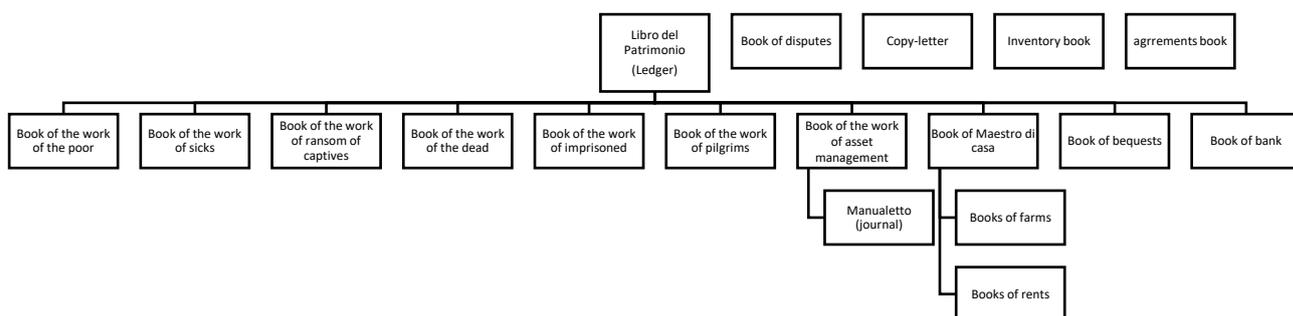 Libro del
Patrimonio
(Ledger)
Book of disputes
Copy-letter
Inventory book
agrrements book
Book of the work
of the poor
Book of the work
of sicks
Book of the work
of ransom of
captives
Book of the work
of the dead
Book of the work
of imprisoned
Book of the work
of pilgrims
Book of the work
of asset
management
Book of Maestro di
casa
Book of bequests
Book of bank
Manualetto
(journal)
Books of farms
Books of rents